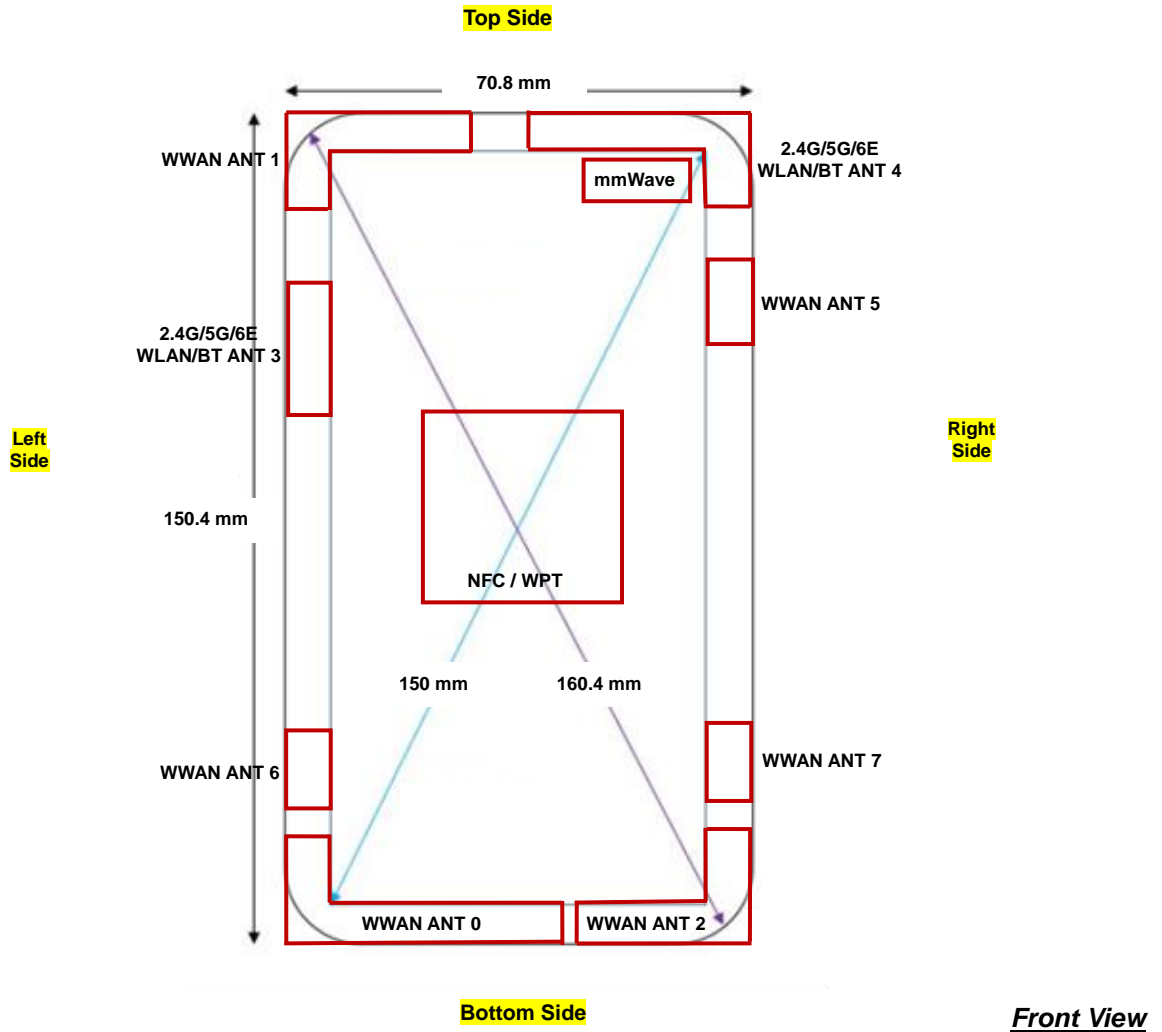 Top Side
70.8 mm
WWAN ANT 1
2.4G/5G/6E
WLAN/BT ANT 4
mmWave
WWAN ANT 5
2.4G/5G/6E
WLAN/BT ANT 3
Left
Side
Right
Side
150.4 mm
NFC / WPT
150 mm
160.4 mm
WWAN ANT 6
WWAN ANT 7
WWAN ANT 0
WWAN ANT 2
Bottom Side
Front View